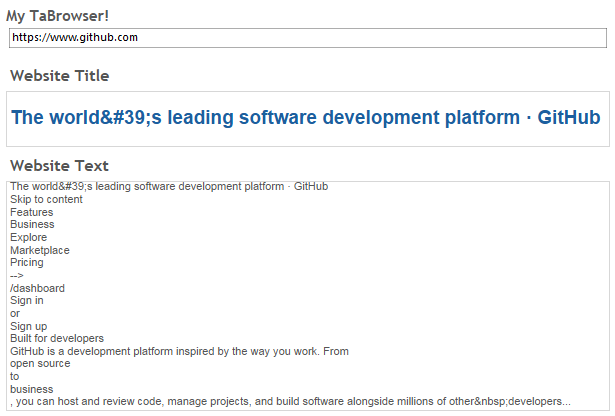 My TaBrowser!
https://www.github.com
Website Title
The world&#39;s leading software development platform · GitHub
Website Text
The world&#39;s leading software development platform · GitHub
Skip to content
Features
Business
Explore
Marketplace
Pricing
-->
/dashboard
Sign in
or
Sign up
Built for developers
GitHub is a development platform inspired by the way you work. From
open source
to
business
, you can host and review code, manage projects, and build software alongside millions of other&nbsp;developers...